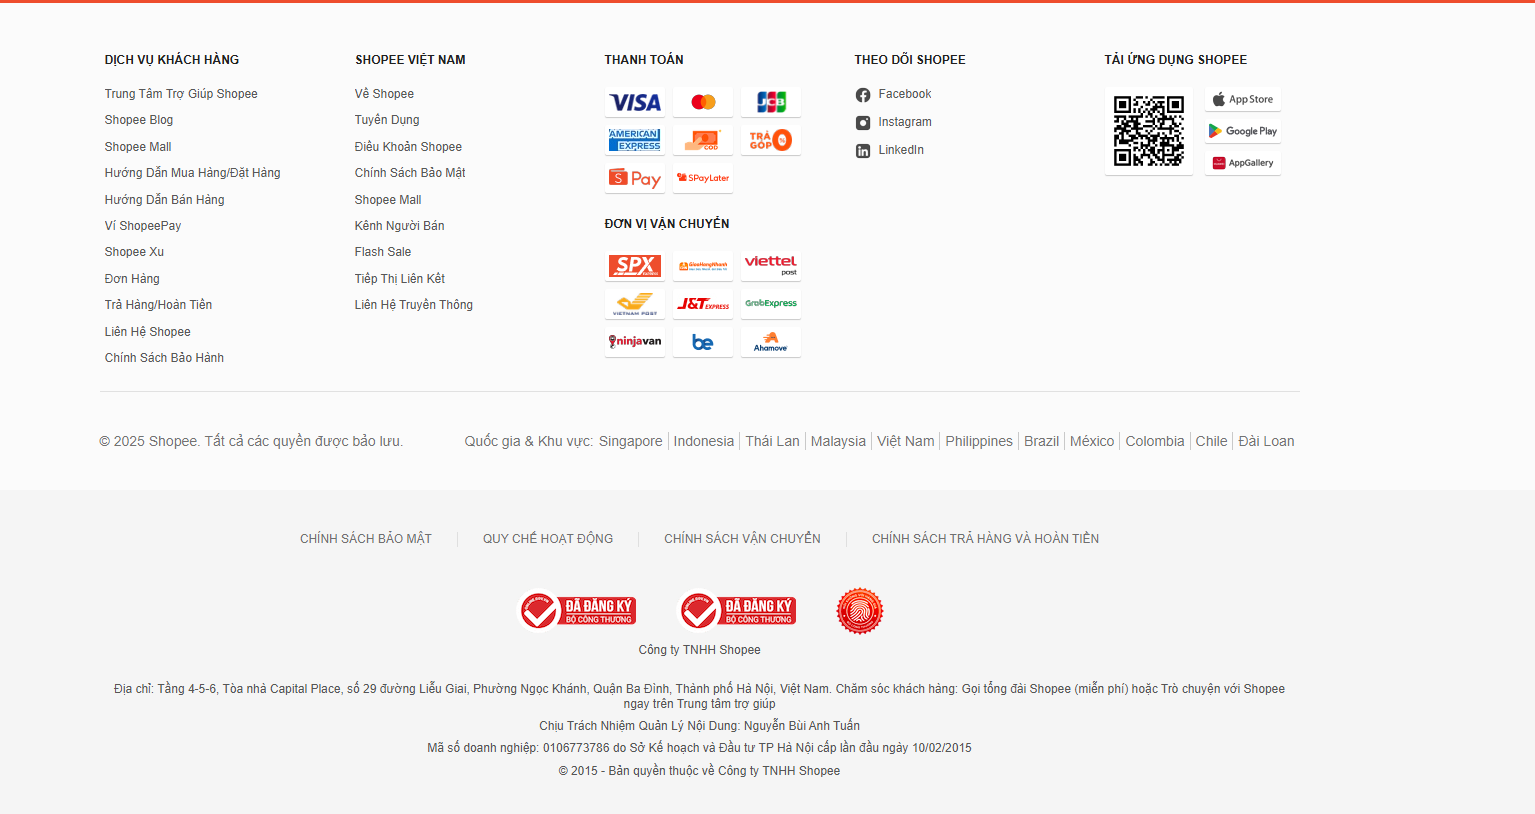 DỊCH VỤ KHÁCH HÀNG
Trung Tâm Trợ Giúp Shopee
Shopee Blog
Shopee Mall
Hướng Dẫn Mua Hàng/Đặt Hàng
Hướng Dẫn Bán Hàng
Ví ShopeePay
Shopee Xu
Đơn Hàng
Trả Hàng/Hoàn Tiền
Liên Hệ Shopee
Chính Sách Bảo Hành
SHOPEE VIỆT NAM
Về Shopee
Tuyển Dụng
Điều Khoản Shopee
Chính Sách Bảo Mật
Shopee Mall
Kênh Người Bán
Flash Sale
Tiếp Thị Liên Kết
Liên Hệ Truyền Thông
THANH TOÁN
VISA
JCB
AMERICAN EXPRESS
COD
TRẢ GÓP %
S Pay
SPayLater
ĐƠN VỊ VẬN CHUYỂN
SPX EXPRESS
GiaoHangNhanh
viettel post
VIETNAM POST
J&T EXPRESS
GrabExpress
ninjavan
be
Ahamove
THEO DÕI SHOPEE
Facebook
Instagram
LinkedIn
TẢI ỨNG DỤNG SHOPEE
App Store
Google Play
AppGallery
© 2025 Shopee. Tất cả các quyền được bảo lưu.
Quốc gia & Khu vực: Singapore Indonesia Thái Lan Malaysia Việt Nam Philippines Brazil México Colombia Chile Đài Loan
CHÍNH SÁCH BẢO MẬT
QUY CHẾ HOẠT ĐỘNG
CHÍNH SÁCH VẬN CHUYỂN
CHÍNH SÁCH TRẢ HÀNG VÀ HOÀN TIỀN
ĐÃ ĐĂNG KÝ
BỘ CÔNG THƯƠNG
ĐÃ ĐĂNG KÝ
BỘ CÔNG THƯƠNG
Công ty TNHH Shopee
Địa chỉ: Tầng 4-5-6, Tòa nhà Capital Place, số 29 đường Liễu Giai, Phường Ngọc Khánh, Quận Ba Đình, Thành phố Hà Nội, Việt Nam. Chăm sóc khách hàng: Gọi tổng đài Shopee (miễn phí) hoặc Trò chuyện với Shopee
ngay trên Trung tâm trợ giúp
Chịu Trách Nhiệm Quản Lý Nội Dung: Nguyễn Bùi Anh Tuấn
Mã số doanh nghiệp: 0106773786 do Sở Kế hoạch và Đầu tư TP Hà Nội cấp lần đầu ngày 10/02/2015
© 2015 - Bản quyền thuộc về Công ty TNHH Shopee